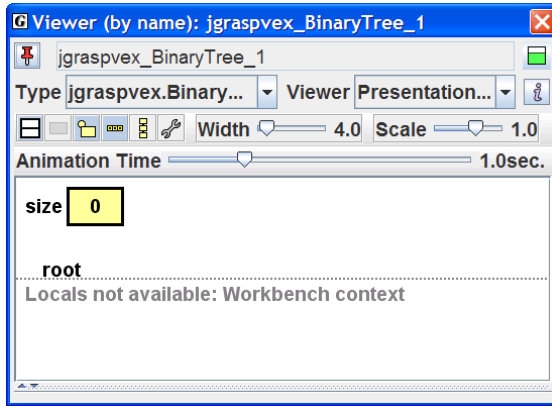 G Viewer (by name): jgraspvex_BinaryTree_1
jgraspvex_BinaryTree_1
Type jgraspvex.Binary... Viewer Presentation... i
Width 4.0 Scale 1.0
Animation Time 1.0sec.
size 0
root
Locals not available: Workbench context